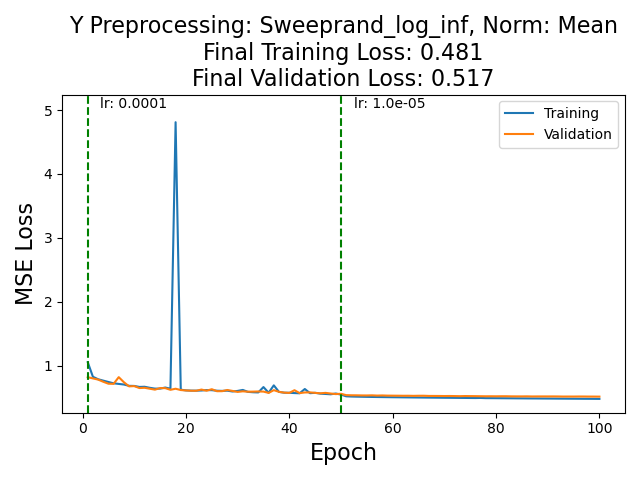 Y Preprocessing: Sweeprand_log_inf, Norm: Mean
Final Training Loss: 0.481
Final Validation Loss: 0.517
lr: 0.0001
lr: 1.0e-05
Training
Validation
5
4
3
2
1
MSE Loss
0
20
40
60
80
100
Epoch